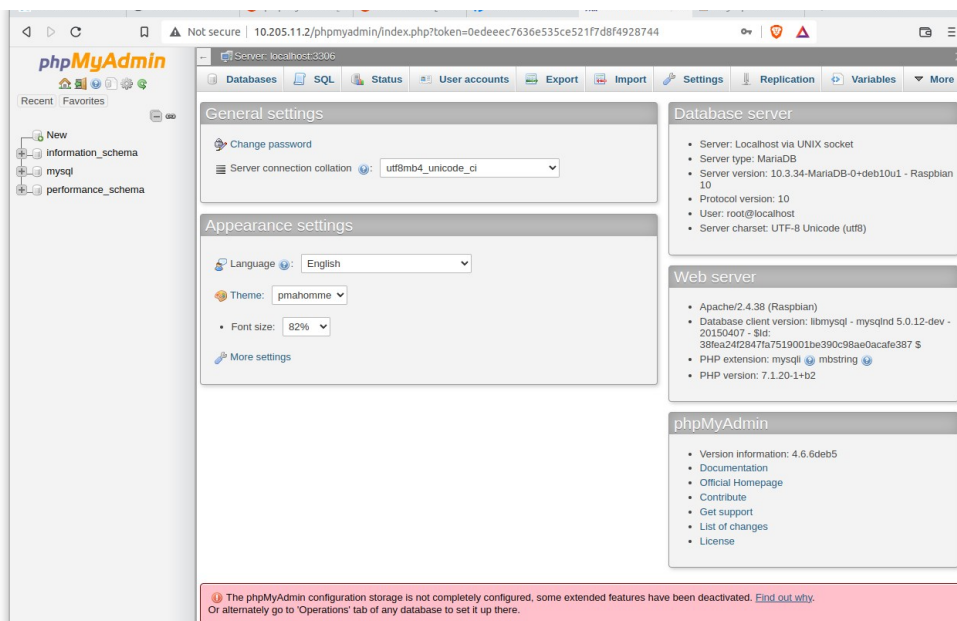 Not secure | 10.205.11.2/phpmyadmin/index.php?token=0edeeec7636e535ce521f7d8f4928744
phpMyAdmin
Recent Favorites
New
information_schema
mysql
performance_schema
Server: localhost:3306
Databases SQL Status User accounts Export Import Settings Replication Variables More
General settings
Change password
Server connection collation : utf8mb4_unicode_ci
Appearance settings
Language : English
Theme: pmahomme
• Font size: 82%
More settings
Database server
• Server: Localhost via UNIX socket
• Server type: MariaDB
• Server version: 10.3.34-MariaDB-0+deb10u1 - Raspbian
10
• Protocol version: 10
• User: root@localhost
• Server charset: UTF-8 Unicode (utf8)
Web server
• Apache/2.4.38 (Raspbian)
• Database client version: libmysql - mysqlnd 5.0.12-dev -
20150407 - $Id:
38fea24f2847fa7519001be390c98ae0acafe387 $
• PHP extension: mysqli mbstring
• PHP version: 7.1.20-1+b2
phpMyAdmin
• Version information: 4.6.6deb5
• Documentation
• Official Homepage
• Contribute
• Get support
• List of changes
• License
The phpMyAdmin configuration storage is not completely configured, some extended features have been deactivated. Find out why.
Or alternately go to 'Operations' tab of any database to set it up there.